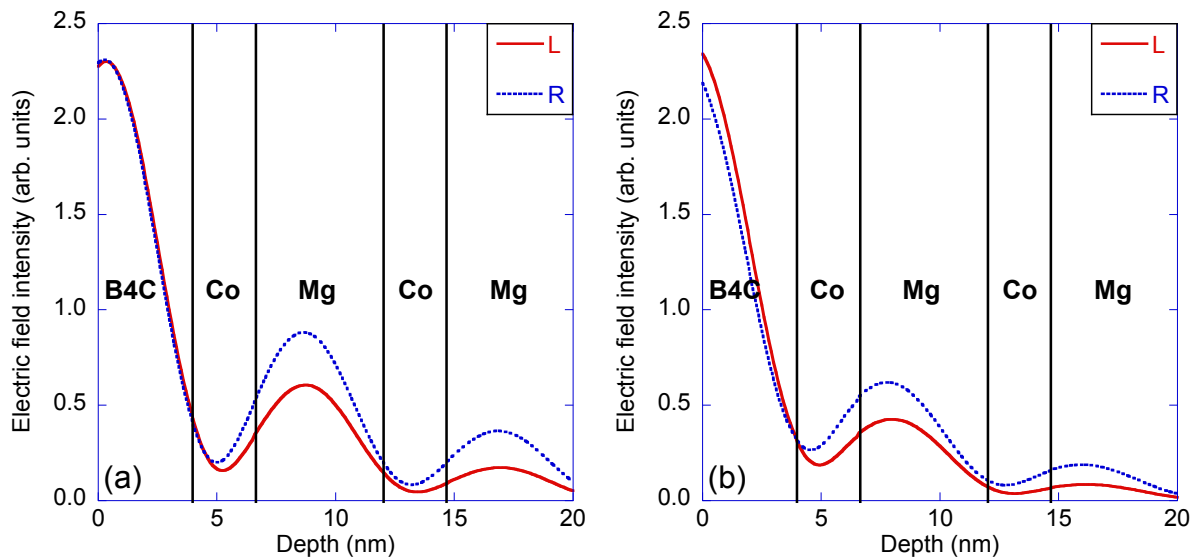 2.5
2.0
1.5
1.0
0.5
0.0
Electric field intensity (arb. units)
L
R
B4C Co Mg Co Mg
(a)
0 5 10 15 20
Depth (nm)
2.5
2.0
1.5
1.0
0.5
0.0
Electric field intensity (arb. units)
L
R
B4C Co Mg Co Mg
(b)
0 5 10 15 20
Depth (nm)